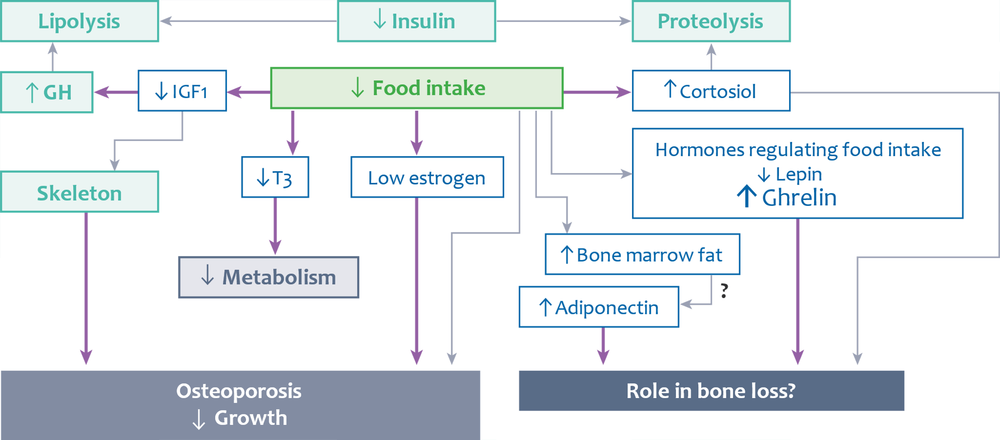 Lipolysis
↓ Insulin
Proteolysis
↑ GH
↓ IGF1
↓ Food intake
↑ Cortosiol
Hormones regulating food intake
↓ Lepin
↑ Ghrelin
↓ T3
Low estrogen
Skeleton
↑ Bone marrow fat
↓ Metabolism
?
↑ Adiponectin
Osteoporosis
↓ Growth
Role in bone loss?